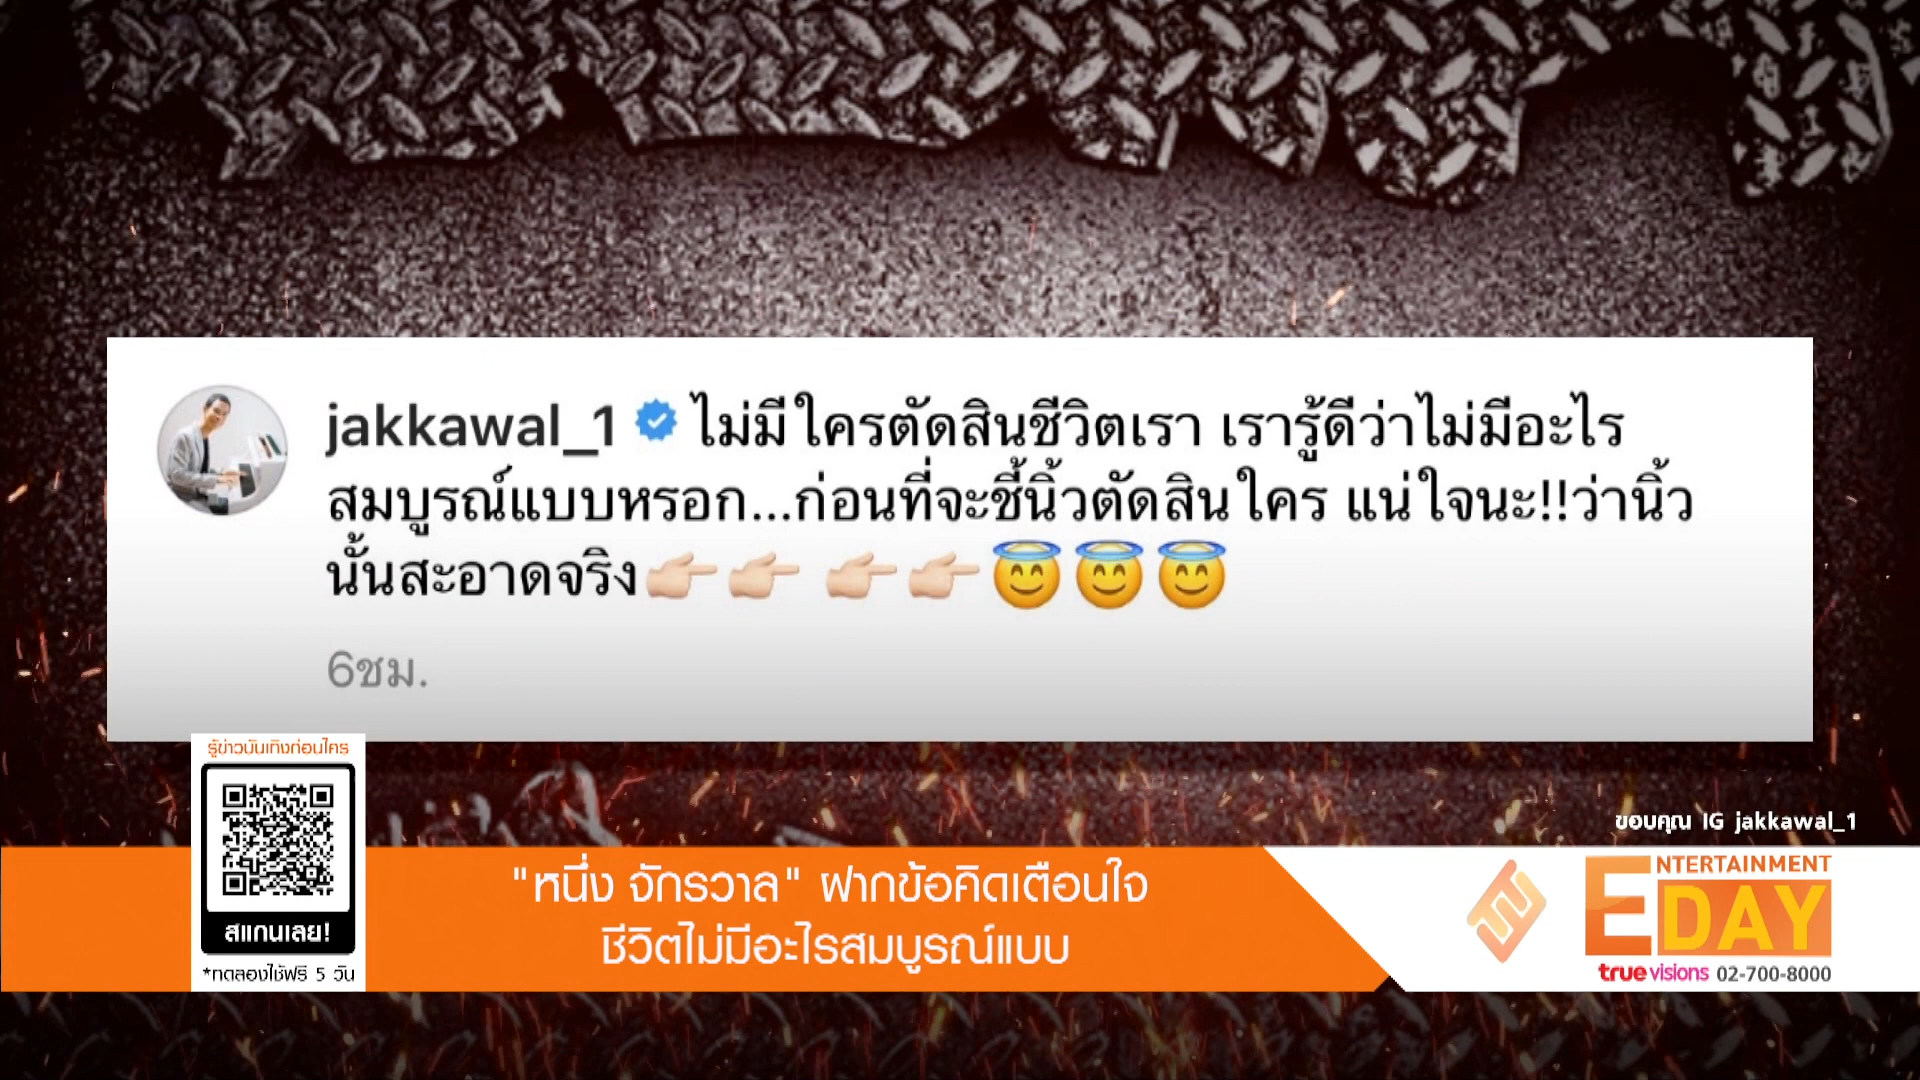 jakkawal_1 ไม่มีใครตัดสินชีวิตเรา เรารู้ดีว่าไม่มีอะไร
สมบูรณ์แบบหรอก...ก่อนที่จะชี้นิ้วตัดสินใคร แน่ใจนะ!!ว่านิ้ว
นั้นสะอาดจริง👉🏻👉🏻 👉🏻👉🏻😇😇😇
6ชม.
รู้ข่าวบันเทิงก่อนใคร
สแกนเลย!
*ทดลองใช้ฟรี 5 วัน
ขอบคุณ IG jakkawal_1
"หนึ่ง จักรวาล" ฝากข้อคิดเตือนใจ
ชีวิตไม่มีอะไรสมบูรณ์แบบ
ENTERTAINMENT
DAY
truevisions 02-700-8000